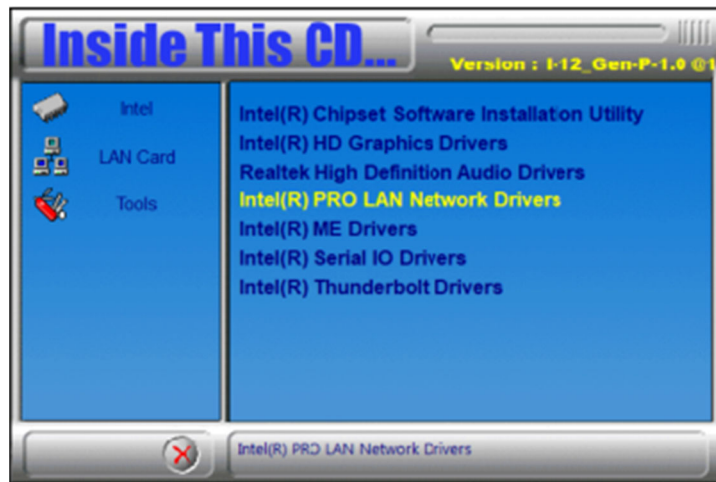 Inside This CD...
Version : I-12_Gen-P-1.0 @1
Intel
LAN Card
Tools
Intel(R) Chipset Software Installation Utility
Intel(R) HD Graphics Drivers
Realtek High Definition Audio Drivers
Intel(R) PRO LAN Network Drivers
Intel(R) ME Drivers
Intel(R) Serial IO Drivers
Intel(R) Thunderbolt Drivers
Intel(R) PRO LAN Network Drivers